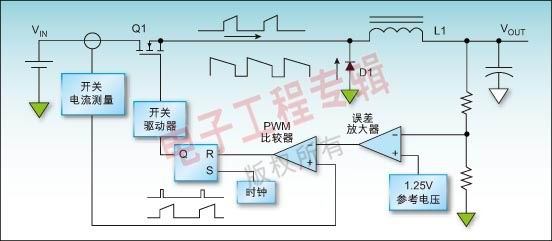 VIN
Q1
L1
VOUT
D1
开关
电流测量
开关
驱动器
PWM
比较器
误差
放大器
Q
R
S
时钟
1.25V
参考电压
电子工程专辑
版权所有